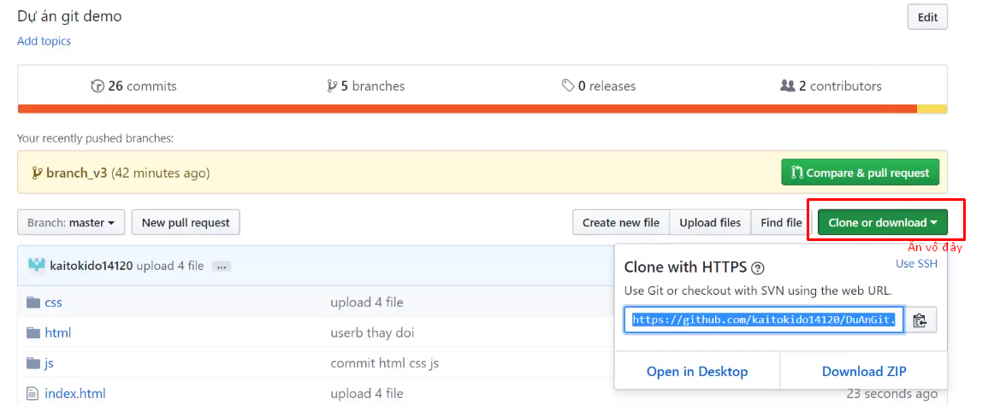 Dự án git demo
Edit
Add topics
26 commits
5 branches
0 releases
2 contributors
Your recently pushed branches:
branch_v3 (42 minutes ago)
Compare & pull request
Branch: master
New pull request
Create new file
Upload files
Find file
Clone or download
Ấn vô đây
kaitokido14120 upload 4 file ...
Clone with HTTPS ?
Use SSH
Use Git or checkout with SVN using the web URL.
https://github.com/kaitokido14120/DuAnGit.
Open in Desktop
Download ZIP
css
upload 4 file
html
userb thay doi
js
commit html css js
index.html
upload 4 file
23 seconds ago